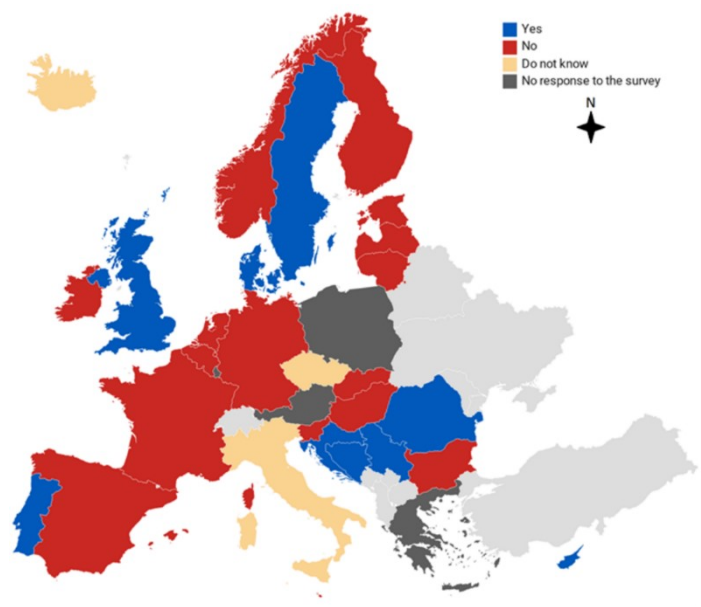 Yes
No
Do not know
No response to the survey
N